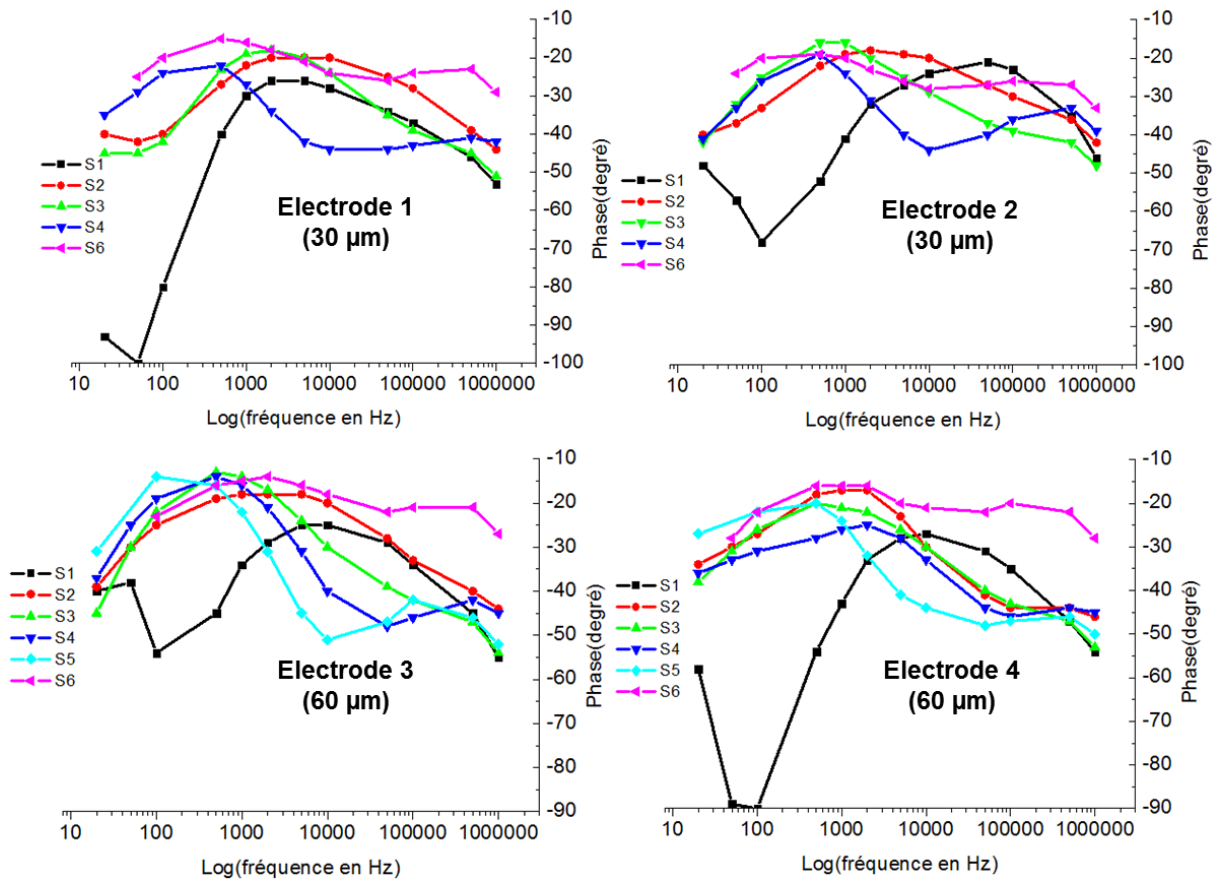 -10
-20
-30
-40
-50
-60
-70
-80
-90
-100
Phase(degré)
S1
S2
S3
S4
S6
Electrode 1
(30 µm)
10 100 1000 10000 100000 1000000
Log(fréquence en Hz)
-10
-20
-30
-40
-50
-60
-70
-80
-90
-100
Phase(degré)
S1
S2
S3
S4
S6
Electrode 2
(30 µm)
10 100 1000 10000 100000 1000000
Log(fréquence en Hz)
-10
-20
-30
-40
-50
-60
-70
-80
-90
Phase(degré)
S1
S2
S3
S4
S5
S6
Electrode 3
(60 µm)
10 100 1000 10000 100000 1000000
Log(fréquence en Hz)
-10
-20
-30
-40
-50
-60
-70
-80
-90
Phase(degré)
S1
S2
S3
S4
S5
S6
Electrode 4
(60 µm)
10 100 1000 10000 100000 1000000
Log(fréquence en Hz)